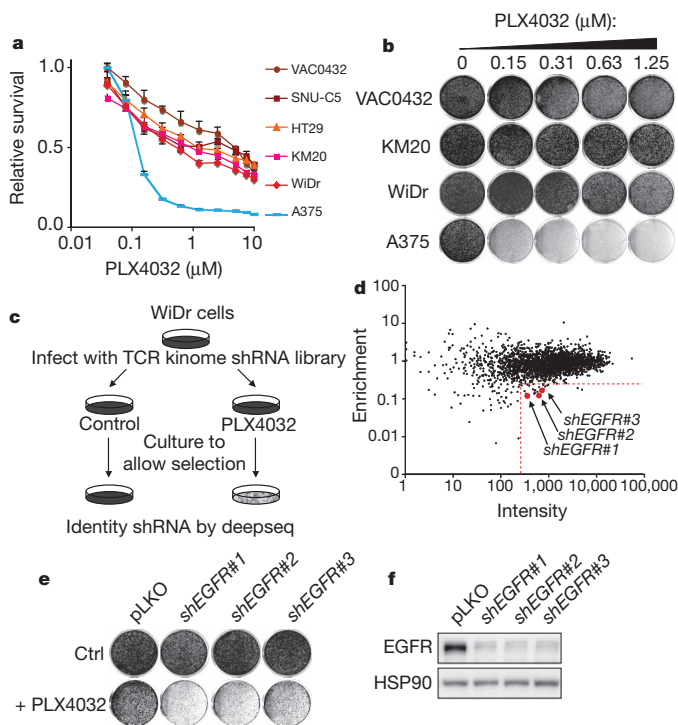 a
Relative survival
1.0
0.5
0.0
0.01 0.1 1 10
PLX4032 (μM)
VAC0432
SNU-C5
HT29
KM20
WiDr
A375
b
PLX4032 (μM):
0 0.15 0.31 0.63 1.25
VAC0432
KM20
WiDr
A375
c
WiDr cells
Infect with TCR kinome shRNA library
Control PLX4032
Culture to
allow selection
Identity shRNA by deepseq
d
Enrichment
100
10
1
0.1
0.01
0
1 10 100 1,000 10,000 100,000
Intensity
shEGFR#3
shEGFR#2
shEGFR#1
e
pLKO shEGFR#1 shEGFR#2 shEGFR#3
Ctrl
+ PLX4032
f
pLKO shEGFR#1 shEGFR#2 shEGFR#3
EGFR
HSP90